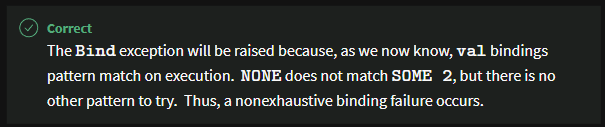 Correct
The Bind exception will be raised because, as we now know, val bindings
pattern match on execution. NONE does not match SOME 2, but there is no
other pattern to try. Thus, a nonexhaustive binding failure occurs.